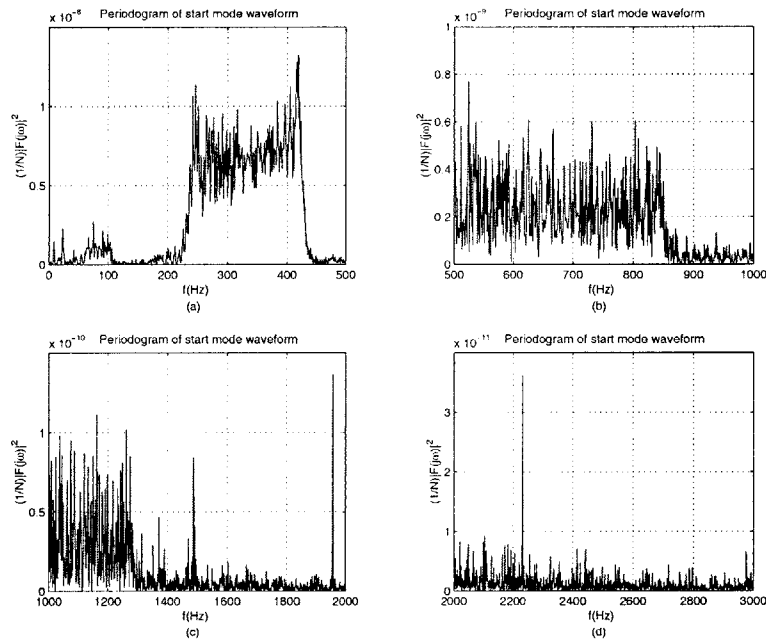 x 10⁻⁸ Periodogram of start mode waveform
1
0.5
0
(1/N)|F(jω)|²
0 100 200 300 400 500
f(Hz)
(a)
x 10⁻⁹ Periodogram of start mode waveform
1
0.8
0.6
0.4
0.2
0
(1/N)|F(jω)|²
500 600 700 800 900 1000
f(Hz)
(b)
x 10⁻¹⁰ Periodogram of start mode waveform
1
0.5
0
(1/N)|F(jω)|²
1000 1200 1400 1600 1800 2000
f(Hz)
(c)
x 10⁻¹¹ Periodogram of start mode waveform
3
2
1
0
(1/N)|F(jω)|²
2000 2200 2400 2600 2800 3000
f(Hz)
(d)